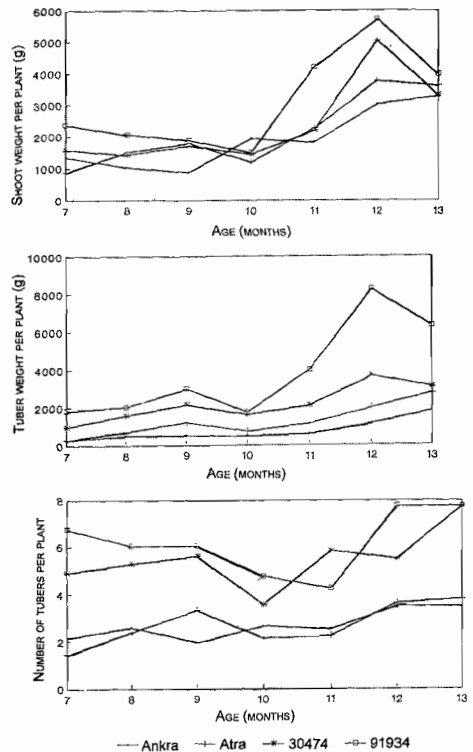 6000
5000
4000
3000
2000
1000
0
SHOOT WEIGHT PER PLANT (g)
7 8 9 10 11 12 13
AGE (MONTHS)
10000
8000
6000
4000
2000
0
TUBER WEIGHT PER PLANT (g)
7 8 9 10 11 12 13
AGE (MONTHS)
8
6
4
2
0
NUMBER OF TUBERS PER PLANT
7 8 9 10 11 12 13
AGE (MONTHS)
Ankra Atra 30474 91934